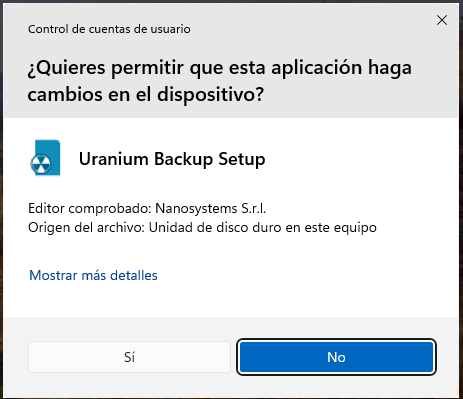 Control de cuentas de usuario
¿Quieres permitir que esta aplicación haga
cambios en el dispositivo?
Uranium Backup Setup
Editor comprobado: Nanosystems S.r.l.
Origen del archivo: Unidad de disco duro en este equipo
Mostrar más detalles
Sí
No